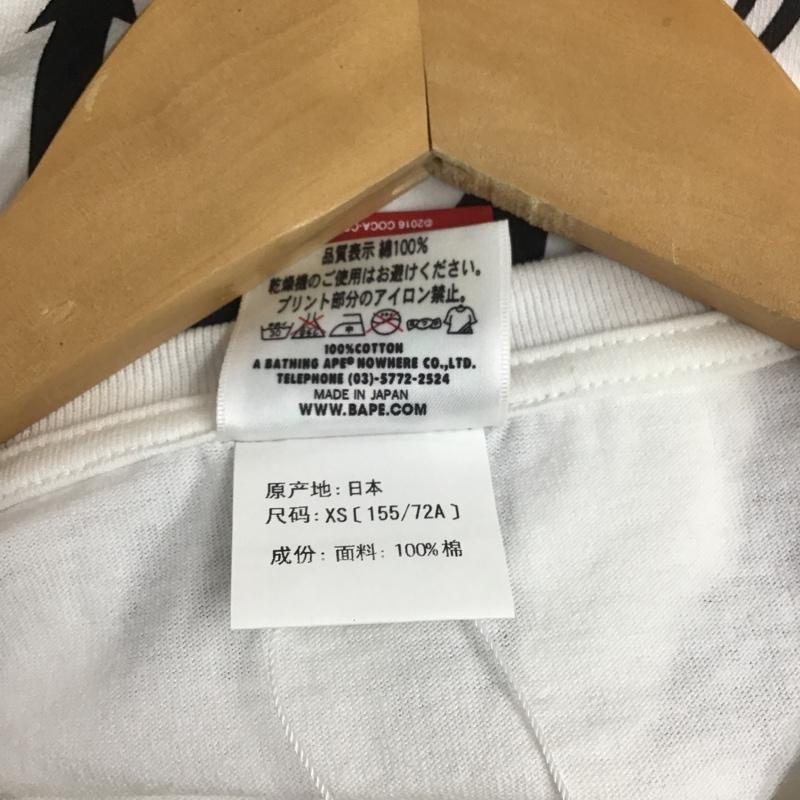 ©2016 COCA-C
品質表示 綿100%
乾燥機のご使用はお避けください。
プリント部分のアイロン禁止。
100%COTTON
A BATHING APE® NOWHERE CO.,LTD.
TELEPHONE (03)-5772-2524
MADE IN JAPAN
WWW.BAPE.COM
原产地:日本
尺码:XS[155/72A]
成份: 面料: 100%棉